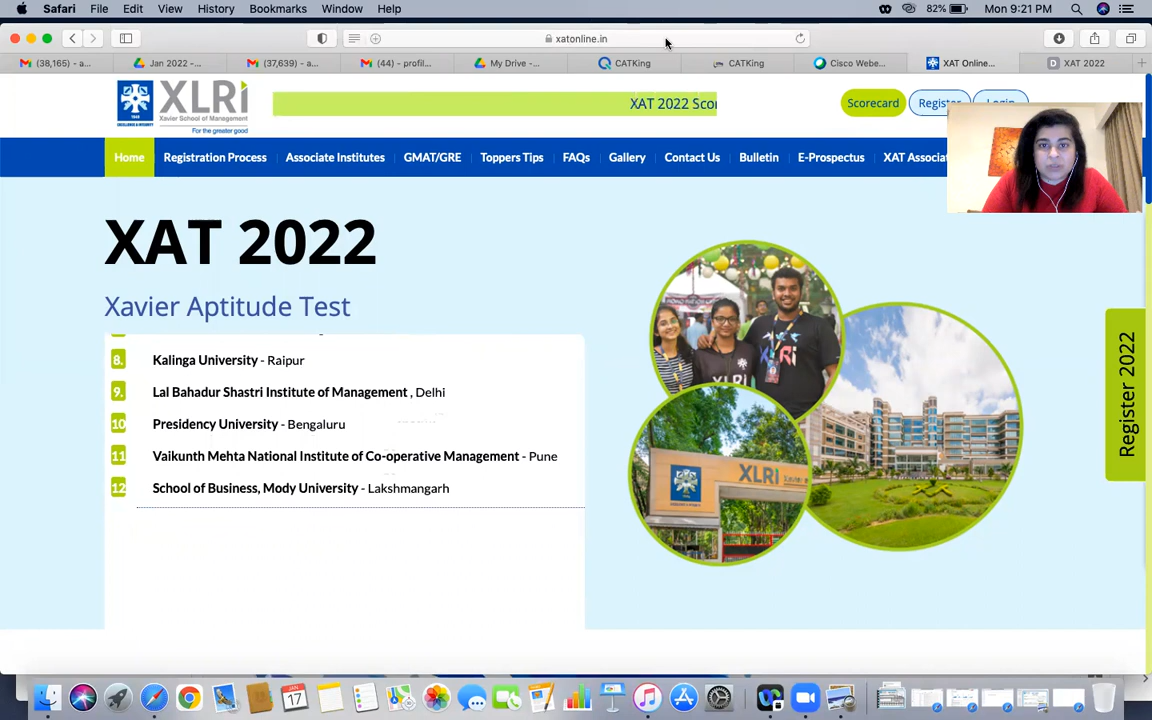 Safari File Edit View History Bookmarks Window Help 82% Mon 9:21 PM
xatonline.in
(38,165) - a... Jan 2022 -... (37,639) - a... (44) - profil... My Drive -... CATKing CATKing Cisco Webe... XAT Online... XAT 2022
XLRi
Xavier School of Management
For the greater good
XAT 2022 Scor
Scorecard Register Login
Home Registration Process Associate Institutes GMAT/GRE Toppers Tips FAQs Gallery Contact Us Bulletin E-Prospectus XAT Associat
XAT 2022
Xavier Aptitude Test
8. Kalinga University - Raipur
9. Lal Bahadur Shastri Institute of Management , Delhi
10 Presidency University - Bengaluru
11 Vaikunth Mehta National Institute of Co-operative Management - Pune
12 School of Business, Mody University - Lakshmangarh
XLRi
Register 2022
JAN
17